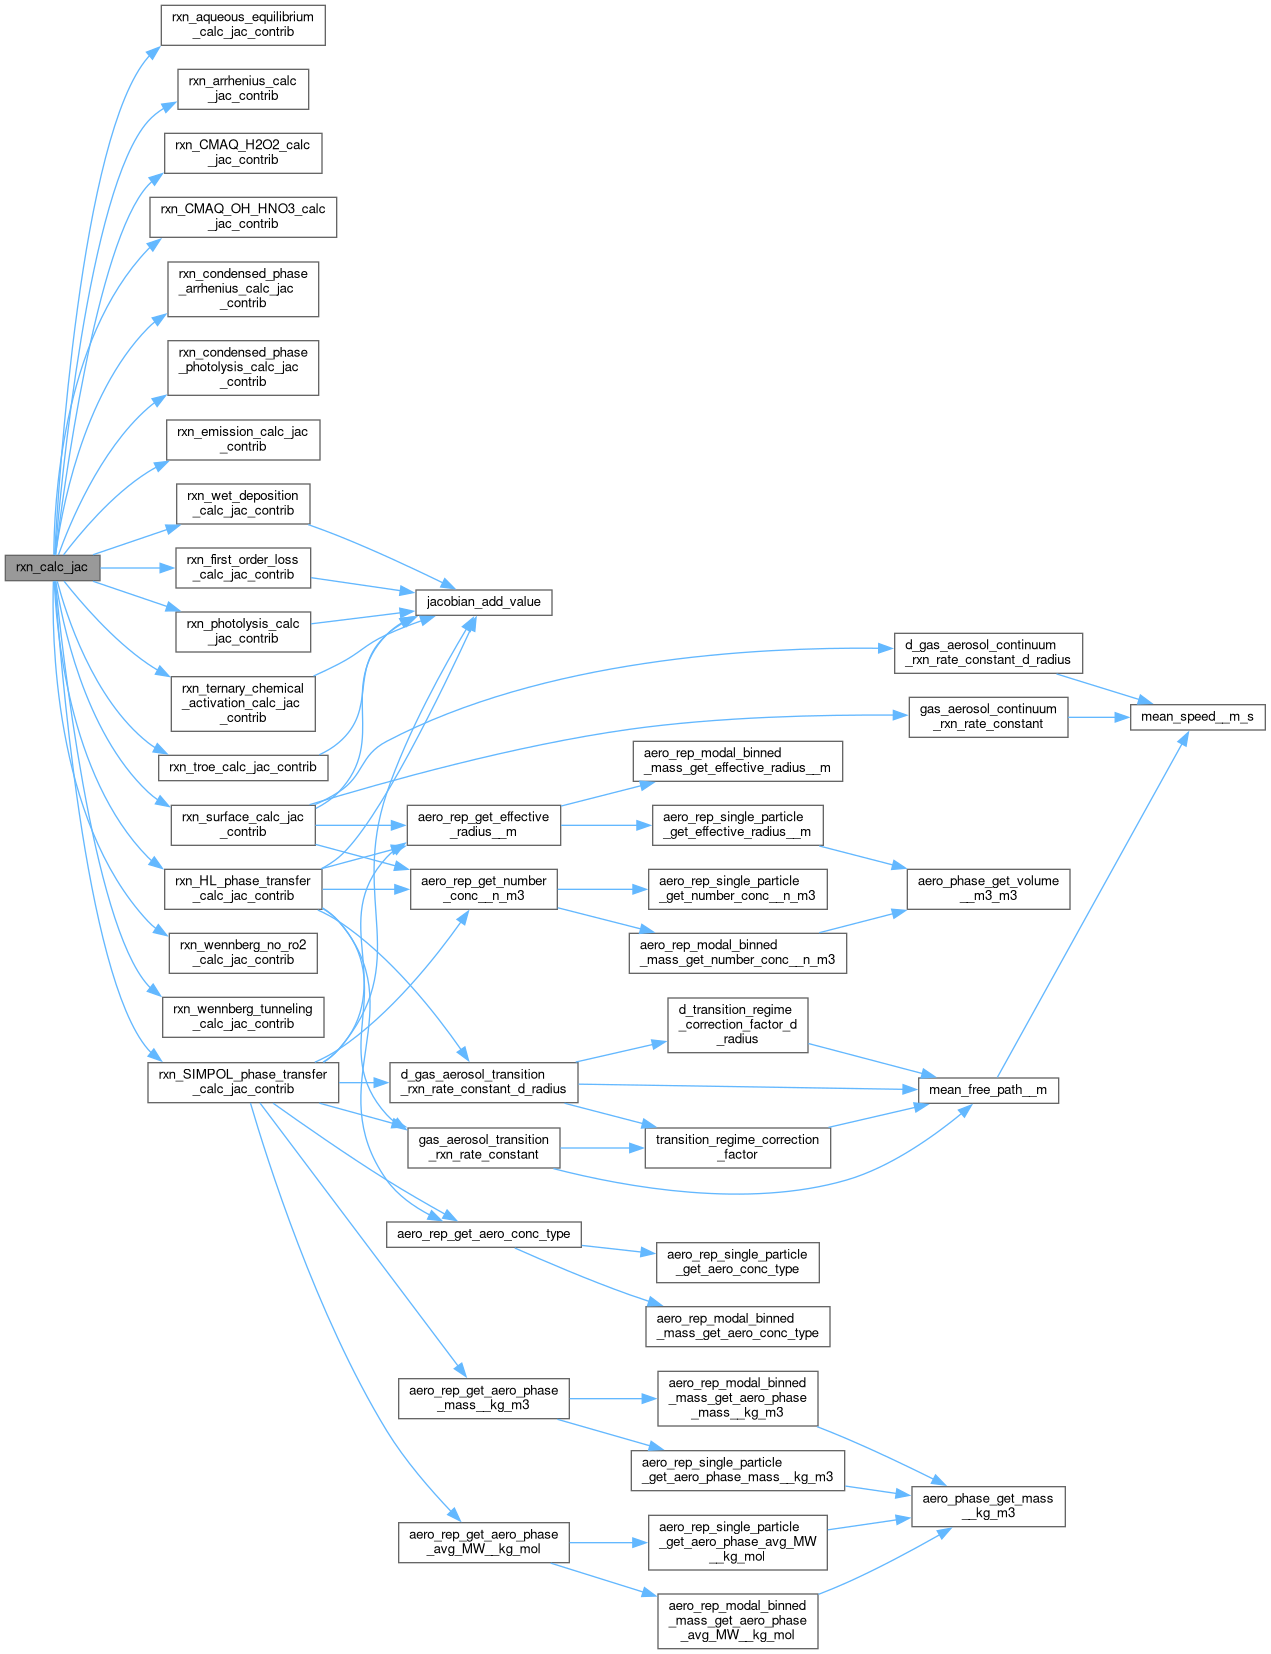 rxn_aqueous_equilibrium
_calc_jac_contrib
rxn_arrhenius_calc
_jac_contrib
rxn_CMAQ_H2O2_calc
_jac_contrib
rxn_CMAQ_OH_HNO3_calc
_jac_contrib
rxn_condensed_phase
_arrhenius_calc_jac
_contrib
rxn_condensed_phase
_photolysis_calc_jac
_contrib
rxn_emission_calc_jac
_contrib
rxn_wet_deposition
_calc_jac_contrib
rxn_calc_jac
rxn_first_order_loss
_calc_jac_contrib
rxn_photolysis_calc
_jac_contrib
rxn_ternary_chemical
_activation_calc_jac
_contrib
rxn_troe_calc_jac_contrib
rxn_surface_calc_jac
_contrib
rxn_HL_phase_transfer
_calc_jac_contrib
rxn_wennberg_no_ro2
_calc_jac_contrib
rxn_wennberg_tunneling
_calc_jac_contrib
rxn_SIMPOL_phase_transfer
_calc_jac_contrib
jacobian_add_value
aero_rep_get_effective
_radius__m
aero_rep_get_number
_conc__n_m3
d_gas_aerosol_transition
_rxn_rate_constant_d_radius
gas_aerosol_transition
_rxn_rate_constant
aero_rep_get_aero_conc_type
aero_rep_get_aero_phase
_mass__kg_m3
aero_rep_get_aero_phase
_avg_MW__kg_mol
aero_rep_modal_binned
_mass_get_effective_radius__m
aero_rep_single_particle
_get_effective_radius__m
aero_rep_single_particle
_get_number_conc__n_m3
aero_rep_modal_binned
_mass_get_number_conc__n_m3
d_transition_regime
_correction_factor_d
_radius
transition_regime_correction
_factor
aero_rep_single_particle
_get_aero_conc_type
aero_rep_modal_binned
_mass_get_aero_conc_type
aero_rep_modal_binned
_mass_get_aero_phase
_mass__kg_m3
aero_rep_single_particle
_get_aero_phase_mass__kg_m3
aero_rep_single_particle
_get_aero_phase_avg_MW
__kg_mol
aero_rep_modal_binned
_mass_get_aero_phase
_avg_MW__kg_mol
d_gas_aerosol_continuum
_rxn_rate_constant_d_radius
gas_aerosol_continuum
_rxn_rate_constant
aero_phase_get_volume
__m3_m3
mean_free_path__m
aero_phase_get_mass
__kg_m3
mean_speed__m_s